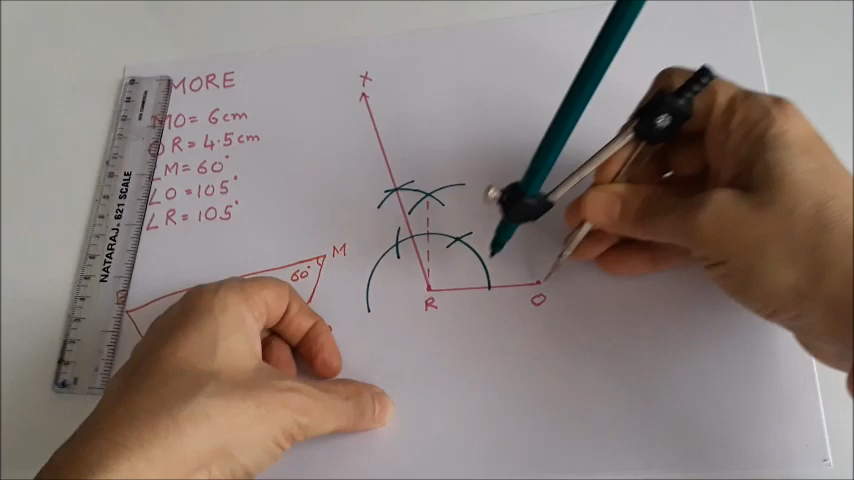 MORE
MO = 6cm
OR = 4.5cm
∠M = 60°
∠O = 105°
∠R = 105°
NATARAJ 621 SCALE
X
M
60°
R
O